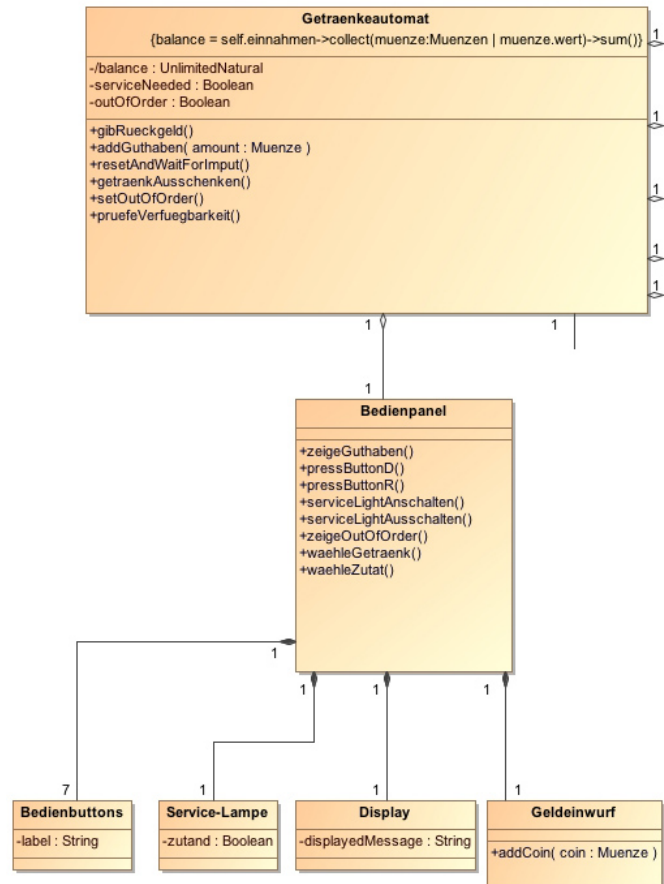 Getraenkeautomat
{balance = self.einnahmen->collect(muenze:Muenzen | muenze.wert)->sum()}
-/balance : UnlimitedNatural
-serviceNeeded : Boolean
-outOfOrder : Boolean
+gibRueckgeld()
+addGuthaben( amount : Muenze )
+resetAndWaitForImput()
+getraenkAusschenken()
+setOutOfOrder()
+pruefeVerfuegbarkeit()
1
1
1
1
1
1
1
1
Bedienpanel
+zeigeGuthaben()
+pressButtonD()
+pressButtonR()
+serviceLightAnschalten()
+serviceLightAusschalten()
+zeigeOutOfOrder()
+waehleGetraenk()
+waehleZutat()
1
1
1
1
7
1
1
1
Bedienbuttons
-label : String
Service-Lampe
-zutand : Boolean
Display
-displayedMessage : String
Geldeinwurf
+addCoin( coin : Muenze )